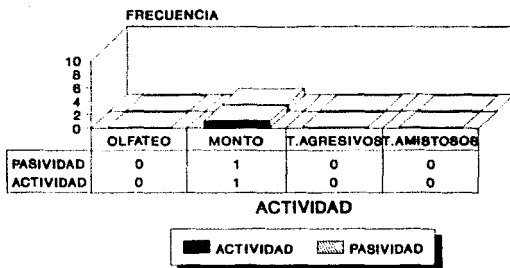 FRECUENCIA
10
8
6
4
2
0
OLFATEO MONTO T.AGRESIVOS T.AMISTOSOS
PASIVIDAD 0 1 0 0
ACTIVIDAD 0 1 0 0
ACTIVIDAD
ACTIVIDAD PASIVIDAD